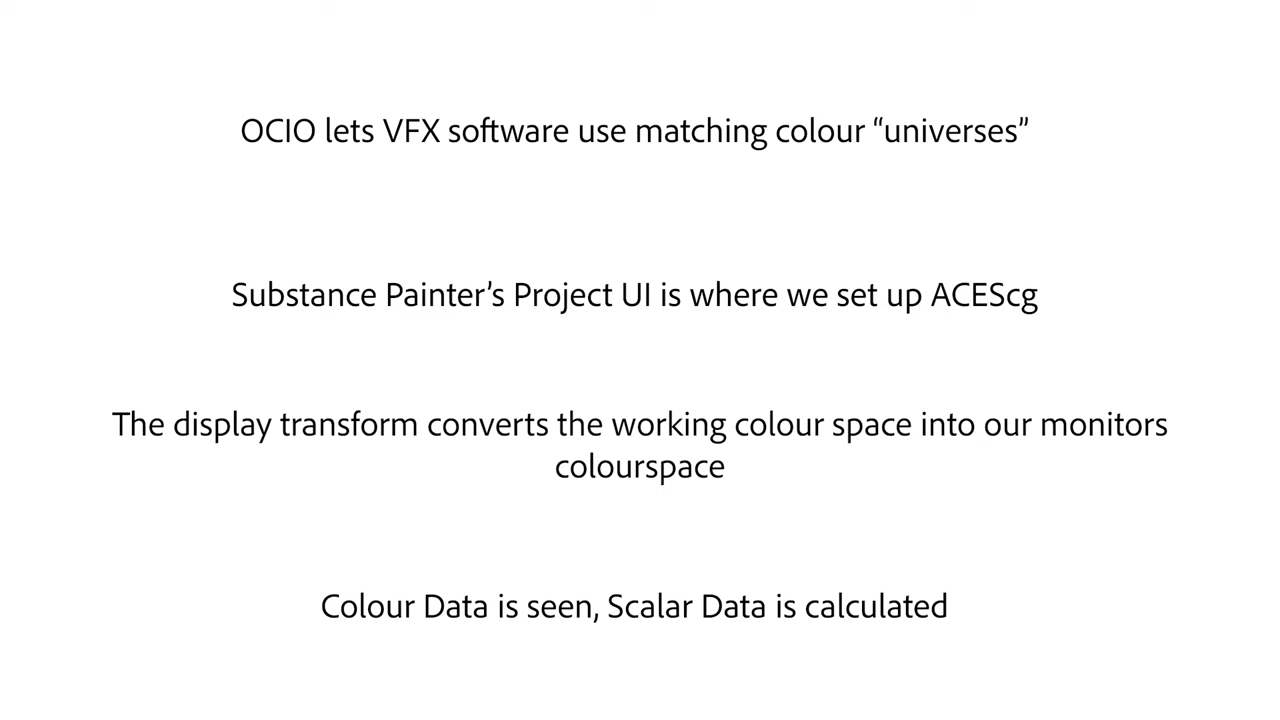 OCIO lets VFX software use matching colour “universes”
Substance Painter’s Project UI is where we set up ACEScg
The display transform converts the working colour space into our monitors
colourspace
Colour Data is seen, Scalar Data is calculated